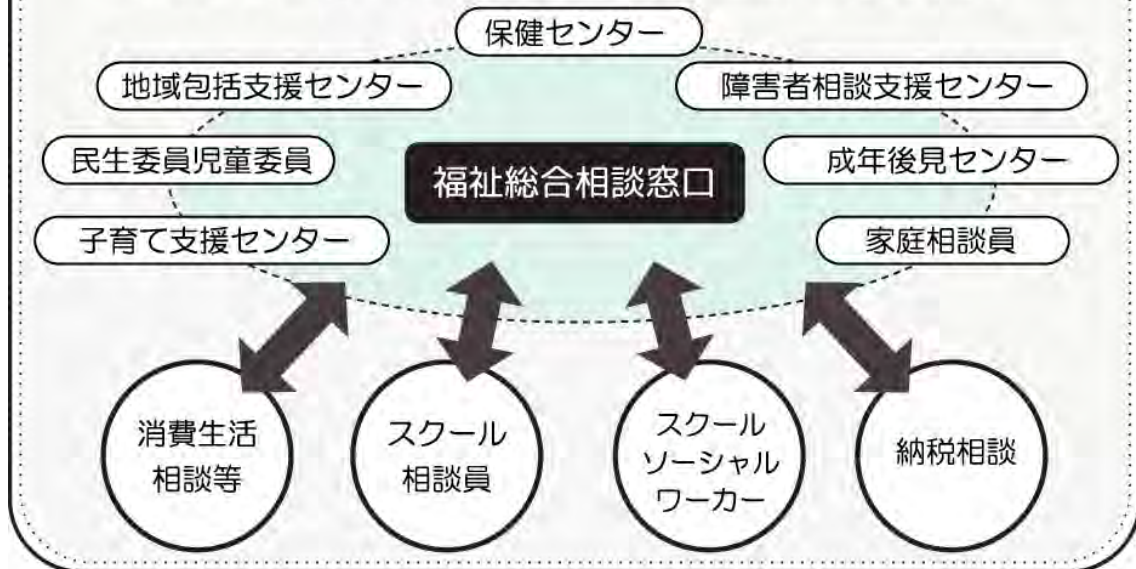 保健センター
地域包括支援センター
障害者相談支援センター
民生委員児童委員
福祉総合相談窓口
成年後見センター
子育て支援センター
家庭相談員
消費生活
相談等
スクール
相談員
スクール
ソーシャル
ワーカー
納税相談